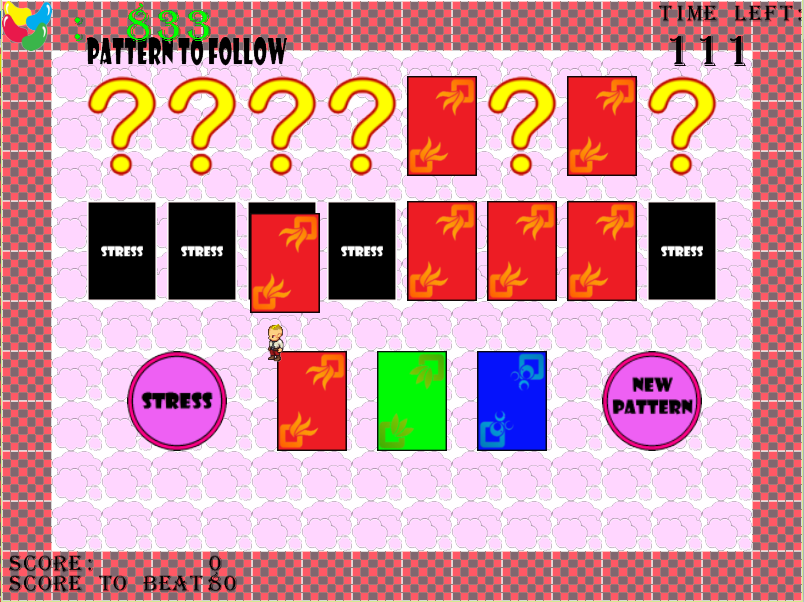 : 833
TIME LEFT:
PATTERN TO FOLLOW
111
STRESS STRESS STRESS STRESS
STRESS
NEW
PATTERN
SCORE: 0
SCORE TO BEAT:80